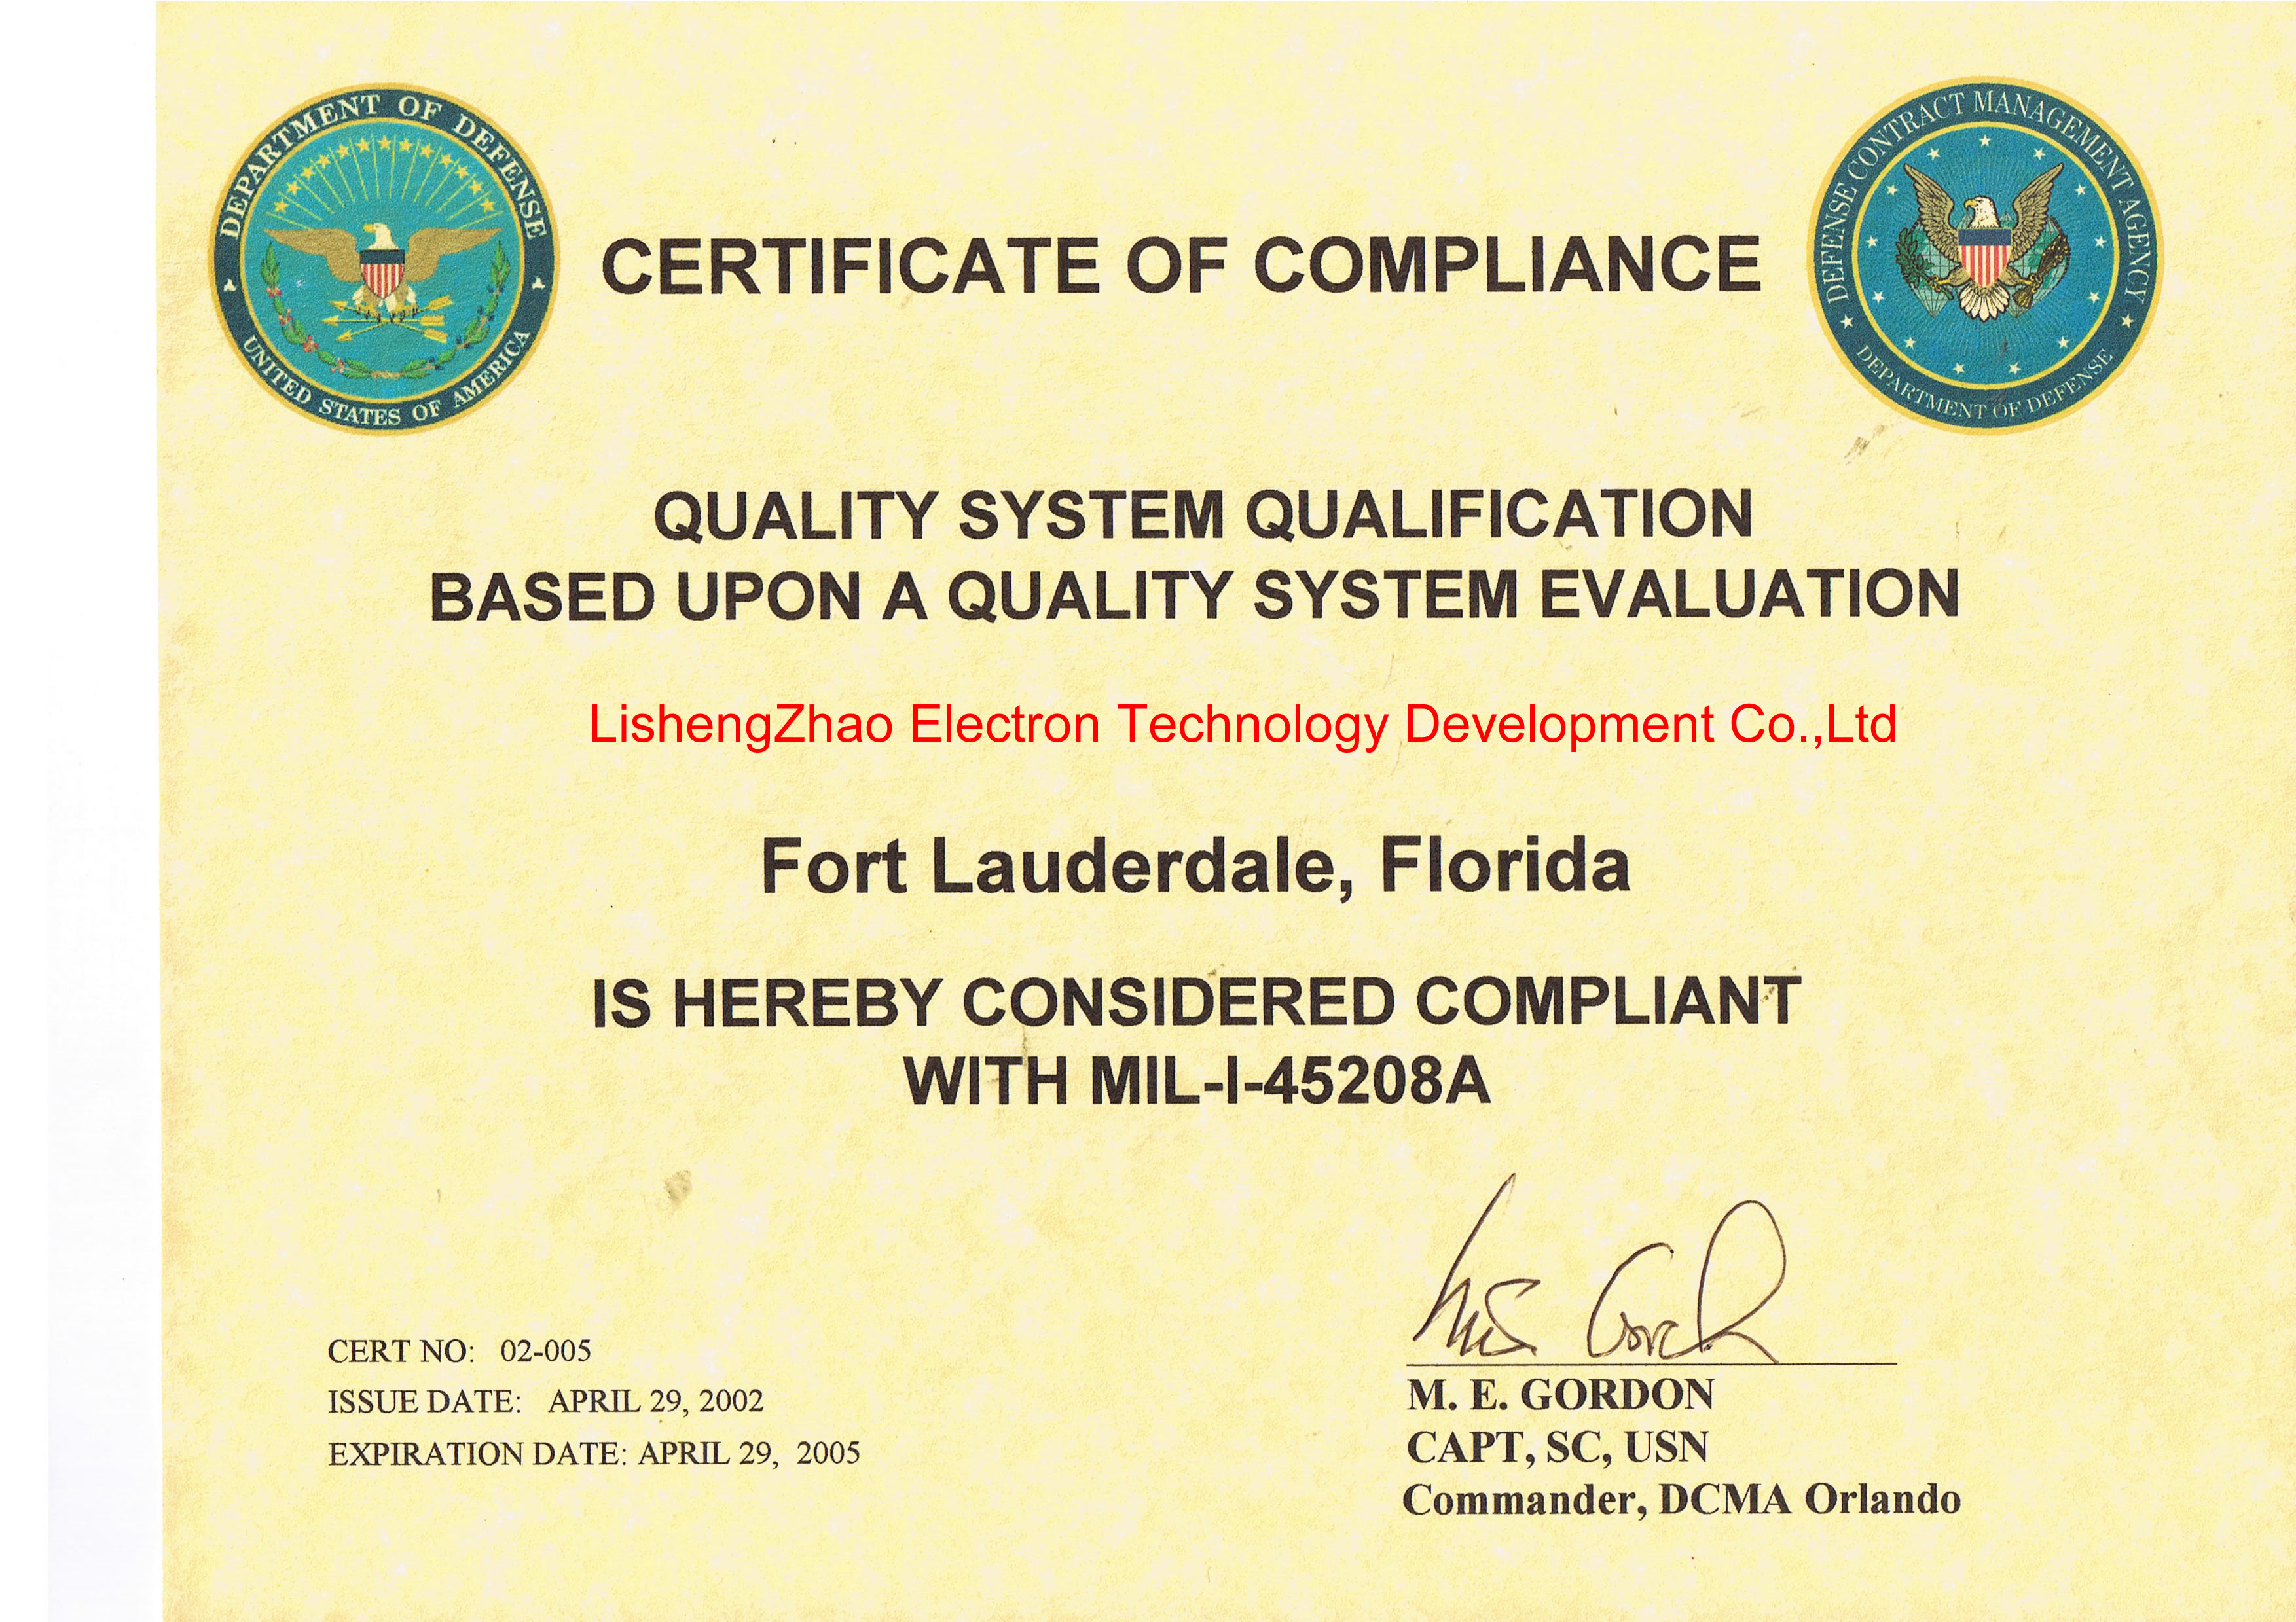 DEPARTMENT OF DEFENSE
UNITED STATES OF AMERICA
DEFENSE CONTRACT MANAGEMENT AGENCY
DEPARTMENT OF DEFENSE
CERTIFICATE OF COMPLIANCE
QUALITY SYSTEM QUALIFICATION
BASED UPON A QUALITY SYSTEM EVALUATION
LishengZhao Electron Technology Development Co.,Ltd
Fort Lauderdale, Florida
IS HEREBY CONSIDERED COMPLIANT
WITH MIL-I-45208A
CERT NO: 02-005
ISSUE DATE: APRIL 29, 2002
EXPIRATION DATE: APRIL 29, 2005
M. E. GORDON
CAPT, SC, USN
Commander, DCMA Orlando